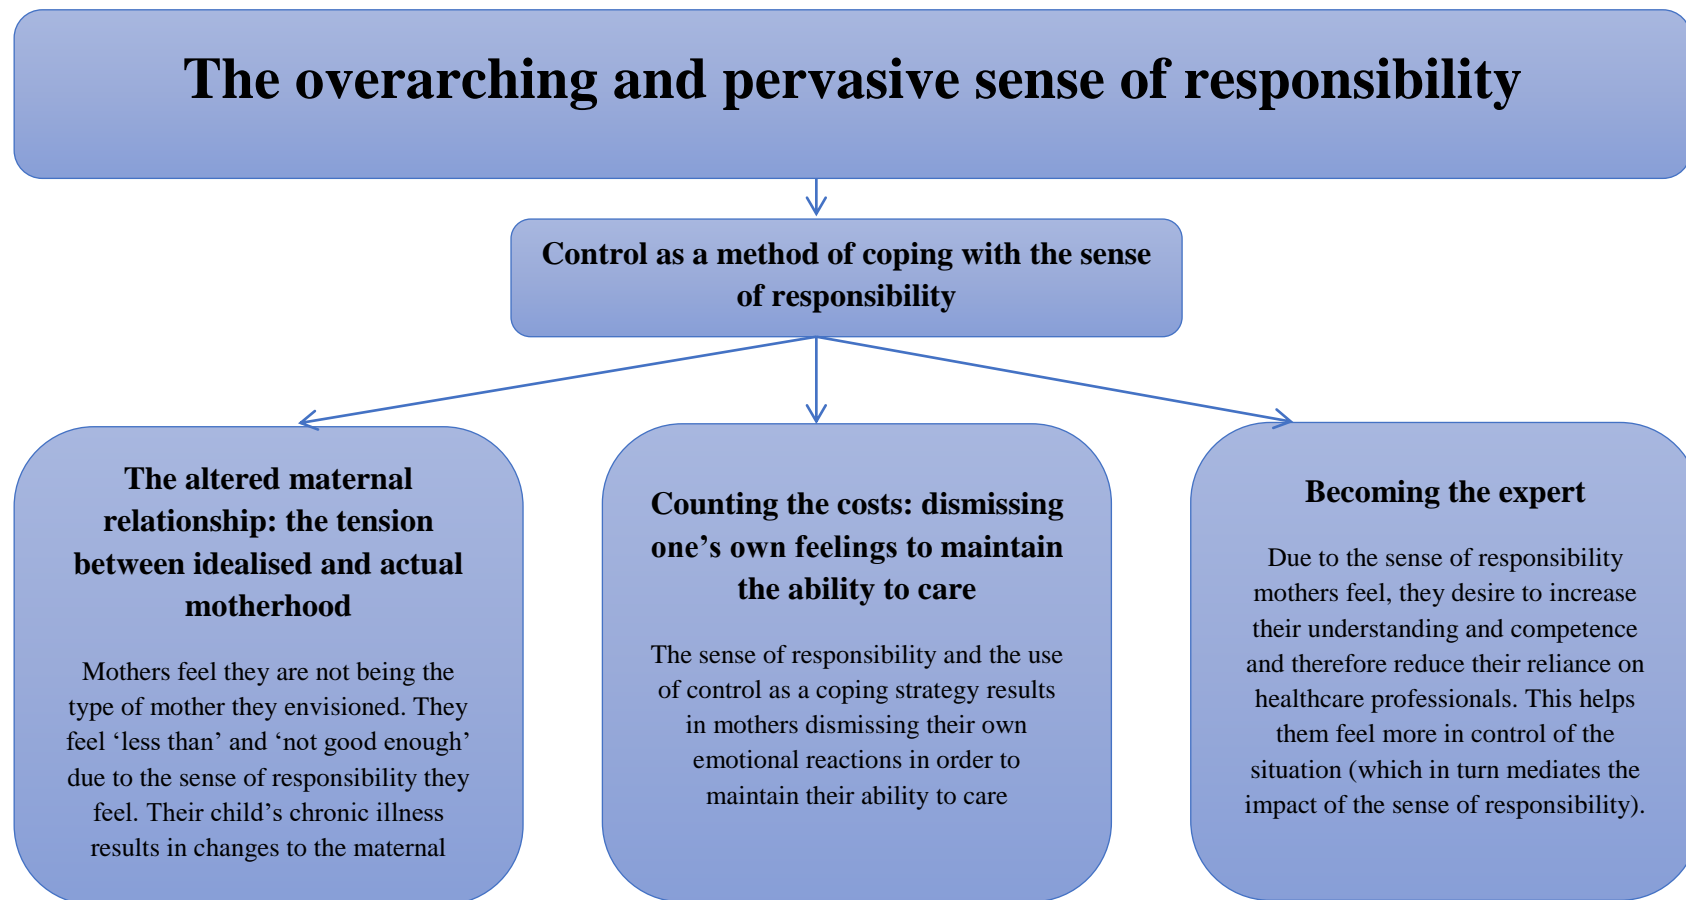 The overarching and pervasive sense of responsibility
Control as a method of coping with the sense
of responsibility
The altered maternal
relationship: the tension
between idealised and actual
motherhood
Mothers feel they are not being the
type of mother they envisioned. They
feel ‘less than’ and ‘not good enough’
due to the sense of responsibility they
feel. Their child’s chronic illness
results in changes to the maternal
Counting the costs: dismissing
one’s own feelings to maintain
the ability to care
The sense of responsibility and the use
of control as a coping strategy results
in mothers dismissing their own
emotional reactions in order to
maintain their ability to care
Becoming the expert
Due to the sense of responsibility
mothers feel, they desire to increase
their understanding and competence
and therefore reduce their reliance on
healthcare professionals. This helps
them feel more in control of the
situation (which in turn mediates the
impact of the sense of responsibility).